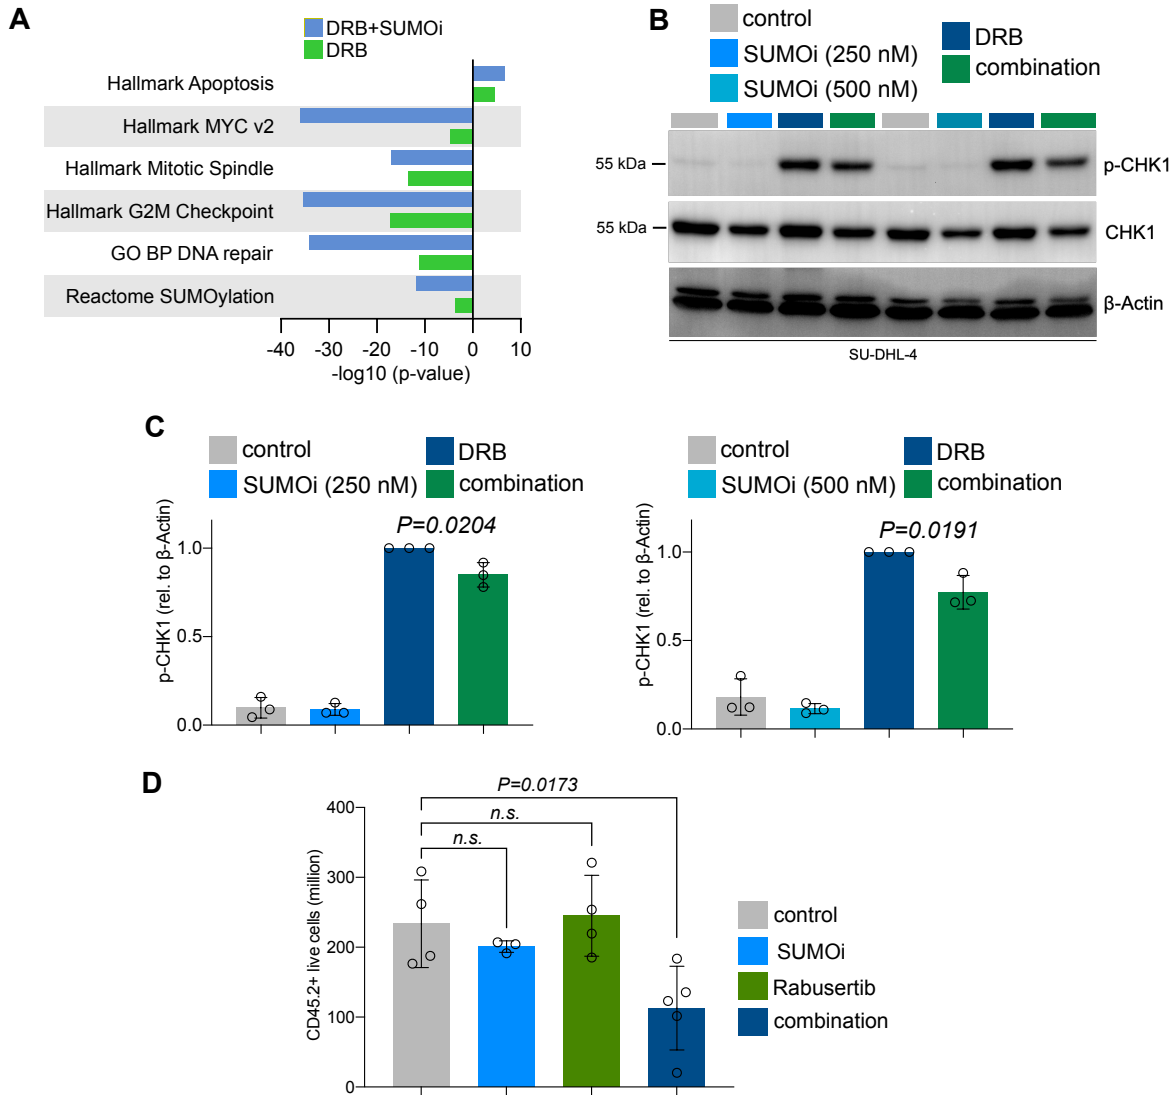 A
DRB+SUMOi
DRB
Hallmark Apoptosis
Hallmark MYC v2
Hallmark Mitotic Spindle
Hallmark G2M Checkpoint
GO BP DNA repair
Reactome SUMOylation
-40 -30 -20 -10 0 10
-log10 (p-value)
B
control
SUMOi (250 nM)
SUMOi (500 nM)
DRB
combination
55 kDa
p-CHK1
55 kDa
CHK1
β-Actin
SU-DHL-4
C
control
DRB
SUMOi (250 nM)
combination
P=0.0204
1.0
0.5
0.0
p-CHK1 (rel. to β-Actin)
control
DRB
SUMOi (500 nM)
combination
P=0.0191
1.0
0.5
0.0
p-CHK1 (rel. to β-Actin)
D
P=0.0173
n.s.
n.s.
400
300
200
100
0
CD45.2+ live cells (million)
control
SUMOi
Rabusertib
combination